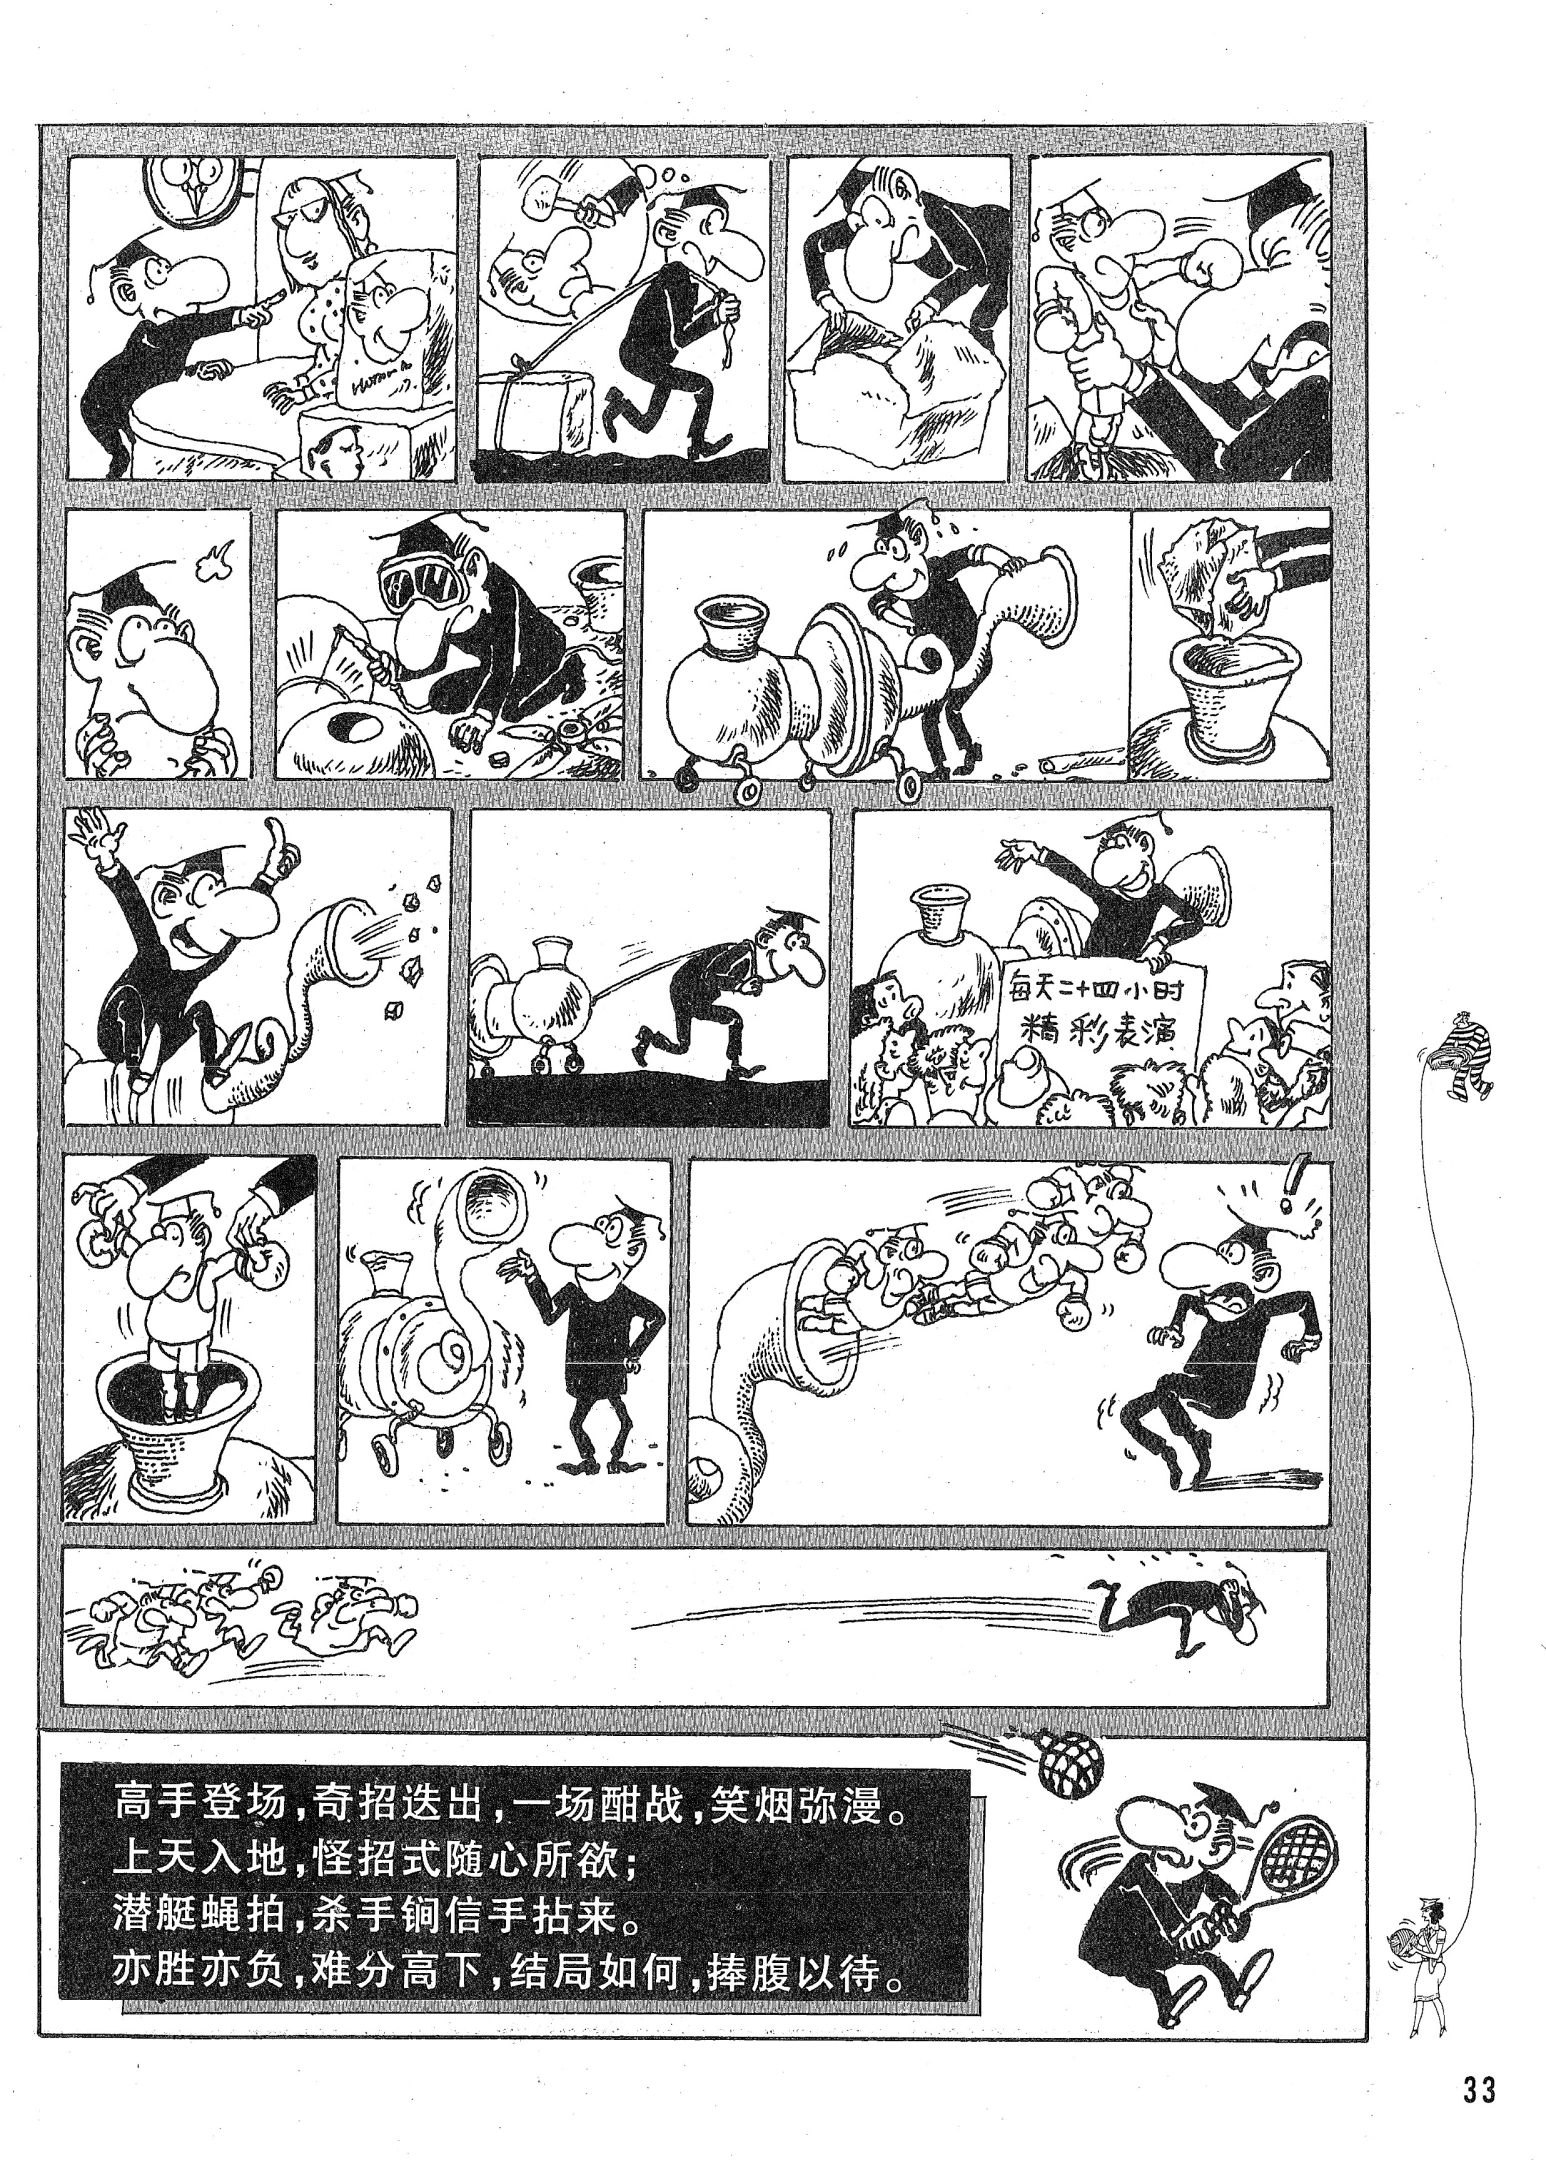 每天二十四小时
精彩表演
高手登场,奇招迭出,一场酣战,笑烟弥漫。
上天入地,怪招式随心所欲;
潜艇蝇拍,杀手锏信手拈来。
亦胜亦负,难分高下,结局如何,捧腹以待。
33